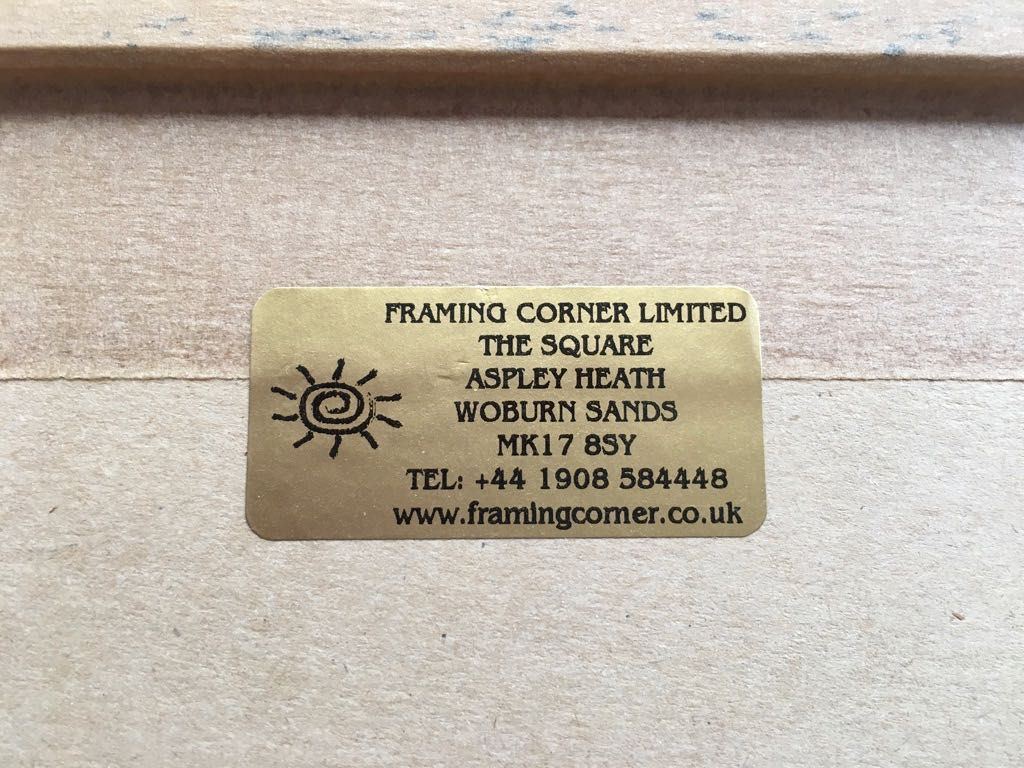 FRAMING CORNER LIMITED
THE SQUARE
ASPLEY HEATH
WOBURN SANDS
MK17 8SY
TEL: +44 1908 584448
www.framingcorner.co.uk